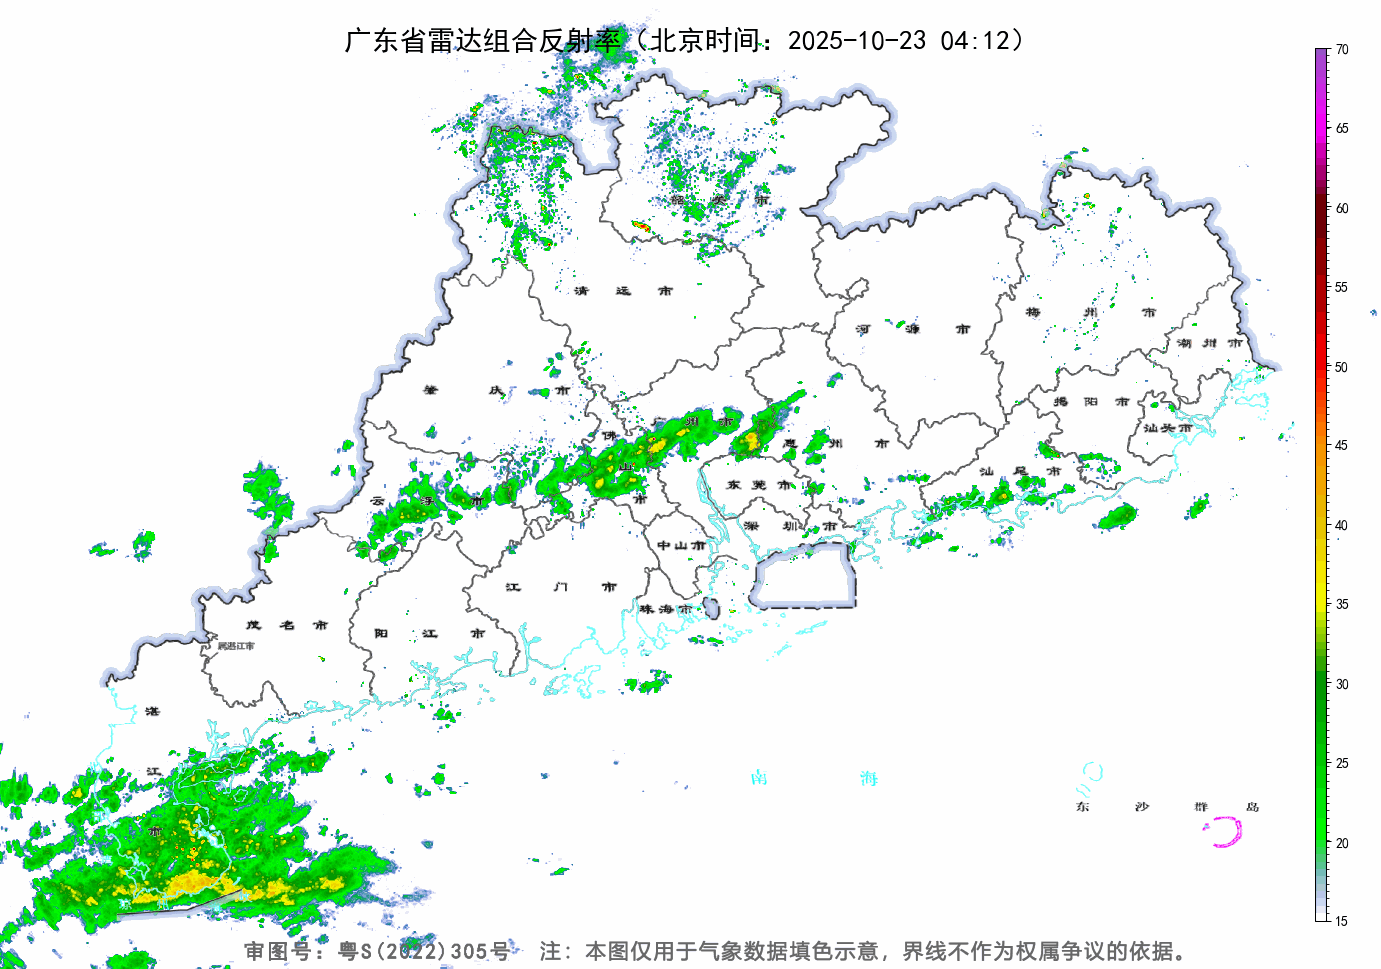 广东省雷达组合反射率（北京时间：2025-10-23 04:12）
70
65
60
55
50
45
40
35
30
25
20
15
韶关市
清远市
河源市
梅州市
潮州市
肇庆市
揭阳市
汕头市
广州市
佛山市
惠州市
汕尾市
东莞市
云浮市
深圳市
中山市
江门市
珠海市
茂名市
阳江市
属湛江市
湛江市
南海
东沙群岛
审图号：粤S(2022)305号 注：本图仅用于气象数据填色示意，界线不作为权属争议的依据。